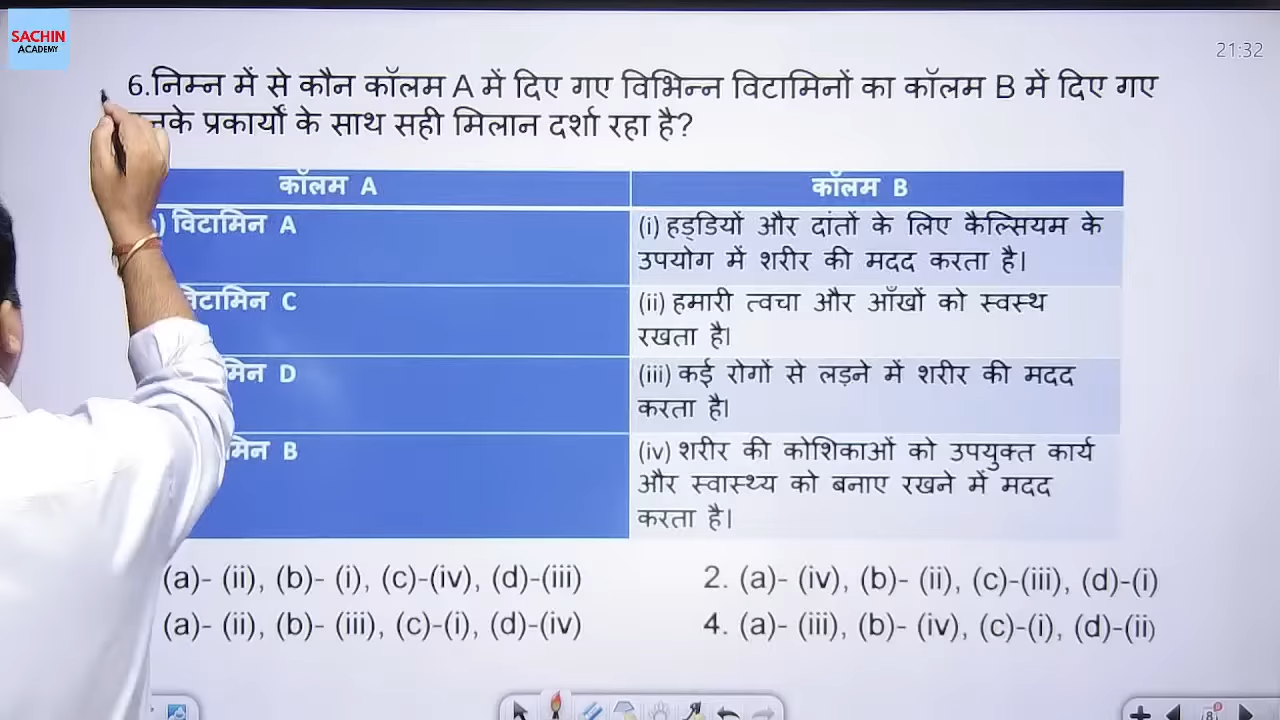 SACHIN
ACADEMY
21:32
6.निम्न में से कौन कॉलम A में दिए गए विभिन्न विटामिनों का कॉलम B में दिए गए
प्रकार्यों के साथ सही मिलान दर्शा रहा है?
कॉलम A
कॉलम B
विटामिन A
(i) हड्डियों और दांतों के लिए कैल्सियम के
उपयोग में शरीर की मदद करता है।
C
(ii) हमारी त्वचा और आँखों को स्वस्थ
रखता है।
D
(iii) कई रोगों से लड़ने में शरीर की मदद
करता है।
B
(iv) शरीर की कोशिकाओं को उपयुक्त कार्य
और स्वास्थ्य को बनाए रखने में मदद
करता है।
(a)- (ii), (b)- (i), (c)-(iv), (d)-(iii)
2. (a)- (iv), (b)- (ii), (c)-(iii), (d)-(i)
(a)- (ii), (b)- (iii), (c)-(i), (d)-(iv)
4. (a)- (iii), (b)- (iv), (c)-(i), (d)-(ii)